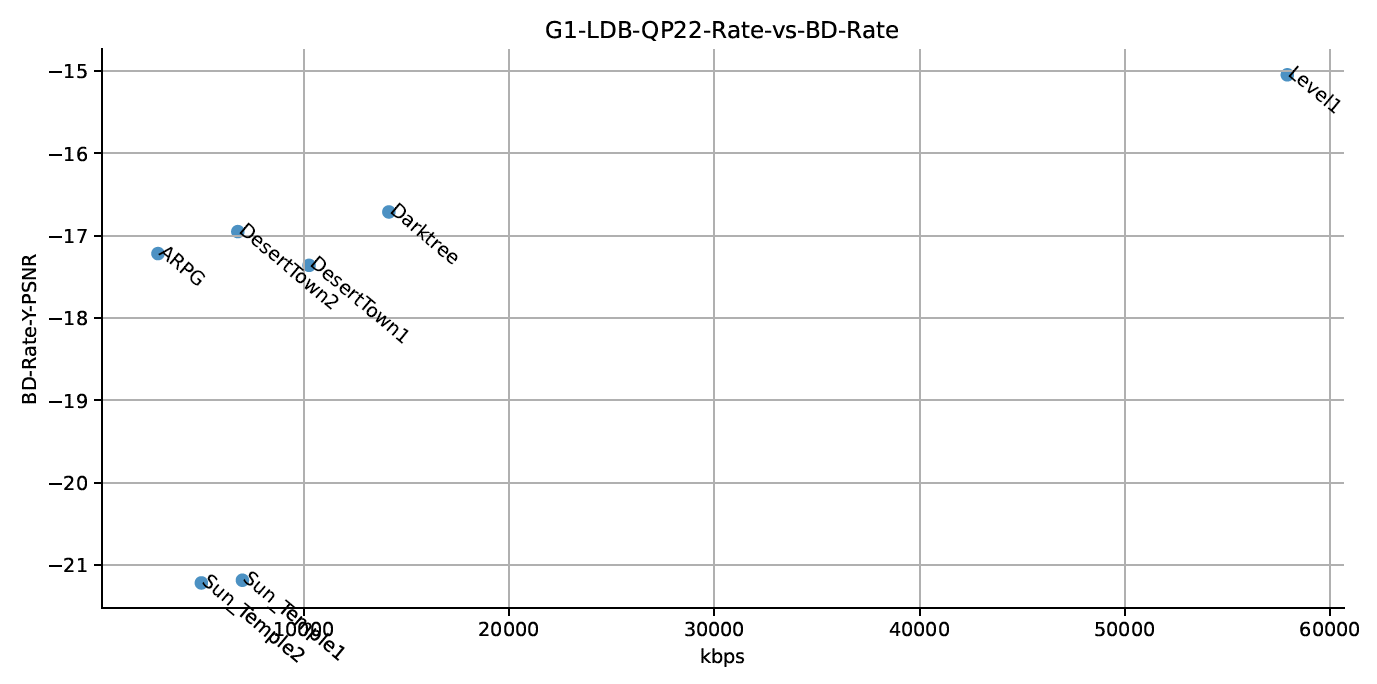 G1-LDB-QP22-Rate-vs-BD-Rate
BD-Rate-Y-PSNR
−15
−16
−17
−18
−19
−20
−21
Level1
Darktree
DesertTown2
ARPG
DesertTown1
Sun_Temple1
Sun_Temple2
10000
20000
30000
40000
50000
60000
kbps